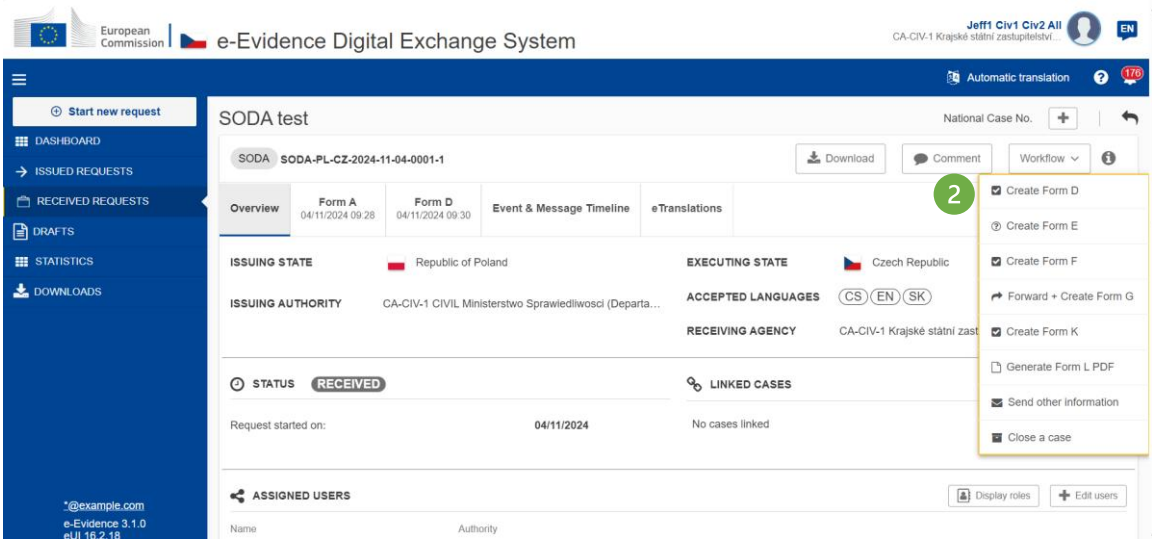 European
Commission
e-Evidence Digital Exchange System
Jeff1 Civ1 Civ2 All
CA-CIV-1 Krajské státní zastupitelství...
EN
Automatic translation
?
176
Start new request
DASHBOARD
ISSUED REQUESTS
RECEIVED REQUESTS
DRAFTS
STATISTICS
DOWNLOADS
*@example.com
e-Evidence 3.1.0
eUI 16.2.18
SODA test
National Case No.
SODA SODA-PL-CZ-2024-11-04-0001-1
Download
Comment
Workflow
2
Create Form D
Create Form E
Create Form F
Forward + Create Form G
Create Form K
Generate Form L PDF
Send other information
Close a case
Overview
Form A
04/11/2024 09:28
Form D
04/11/2024 09:30
Event & Message Timeline
eTranslations
ISSUING STATE Republic of Poland
ISSUING AUTHORITY CA-CIV-1 CIVIL Ministerstwo Sprawiedliwosci (Departa...
EXECUTING STATE Czech Republic
ACCEPTED LANGUAGES CS EN SK
RECEIVING AGENCY CA-CIV-1 Krajské státní zast
STATUS RECEIVED
Request started on: 04/11/2024
LINKED CASES
No cases linked
ASSIGNED USERS
Display roles
Edit users
Name Authority